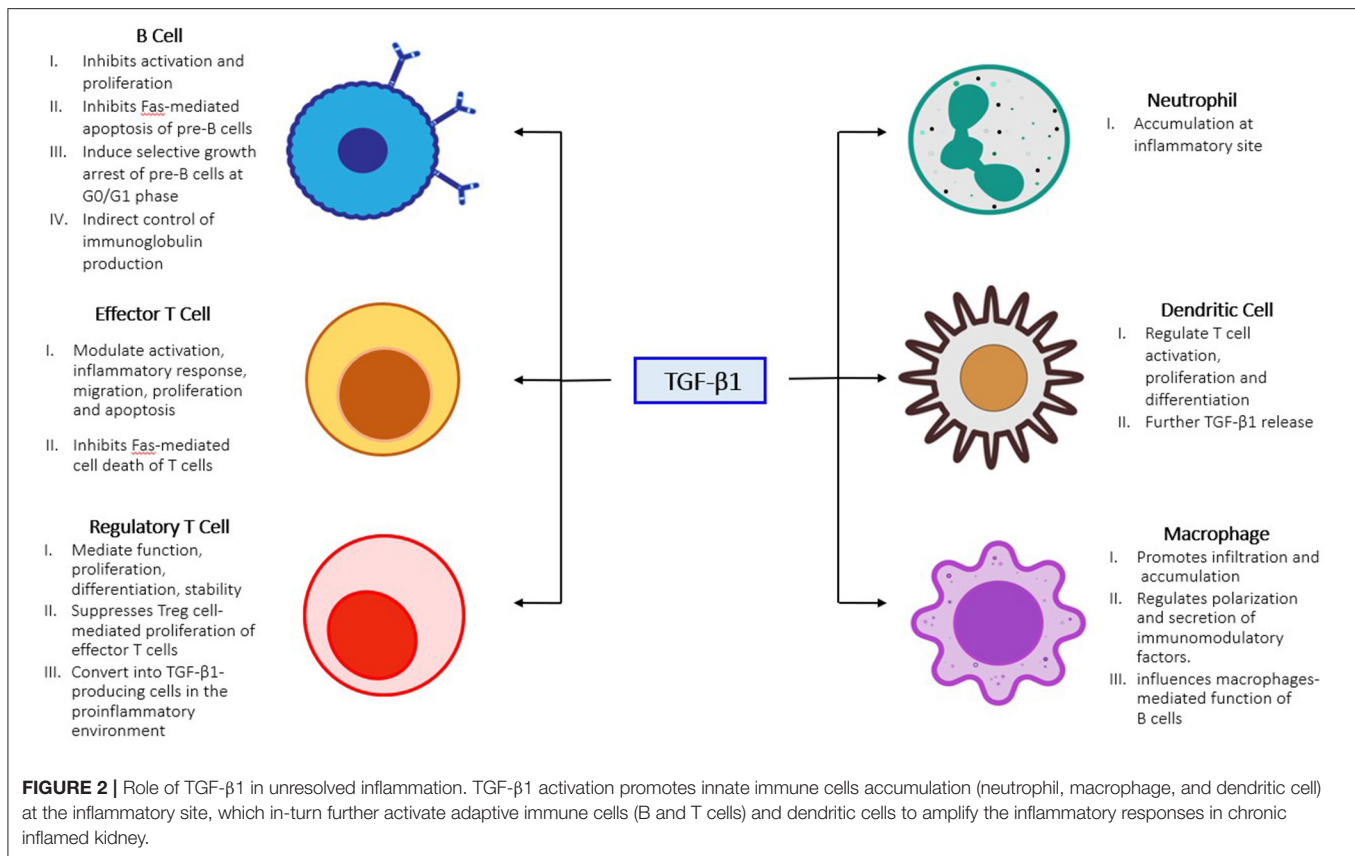 B Cell
I. Inhibits activation and
proliferation
II. Inhibits Fas-mediated
apoptosis of pre-B cells
III. Induce selective growth
arrest of pre-B cells at
G0/G1 phase
IV. Indirect control of
immunoglobulin
production
Effector T Cell
I. Modulate activation,
inflammatory response,
migration, proliferation
and apoptosis
II. Inhibits Fas-mediated
cell death of T cells
Regulatory T Cell
I. Mediate function,
proliferation,
differentiation, stability
II. Suppresses Treg cell-
mediated proliferation of
effector T cells
III. Convert into TGF-β1-
producing cells in the
proinflammatory
environment
TGF-β1
Neutrophil
I. Accumulation at
inflammatory site
Dendritic Cell
I. Regulate T cell
activation,
proliferation and
differentiation
II. Further TGF-β1 release
Macrophage
I. Promotes infiltration and
accumulation
II. Regulates polarization
and secretion of
immunomodulatory
factors.
III. influences macrophages-
mediated function of
B cells
FIGURE 2 | Role of TGF-β1 in unresolved inflammation. TGF-β1 activation promotes innate immune cells accumulation (neutrophil, macrophage, and dendritic cell)
at the inflammatory site, which in-turn further activate adaptive immune cells (B and T cells) and dendritic cells to amplify the inflammatory responses in chronic
inflamed kidney.